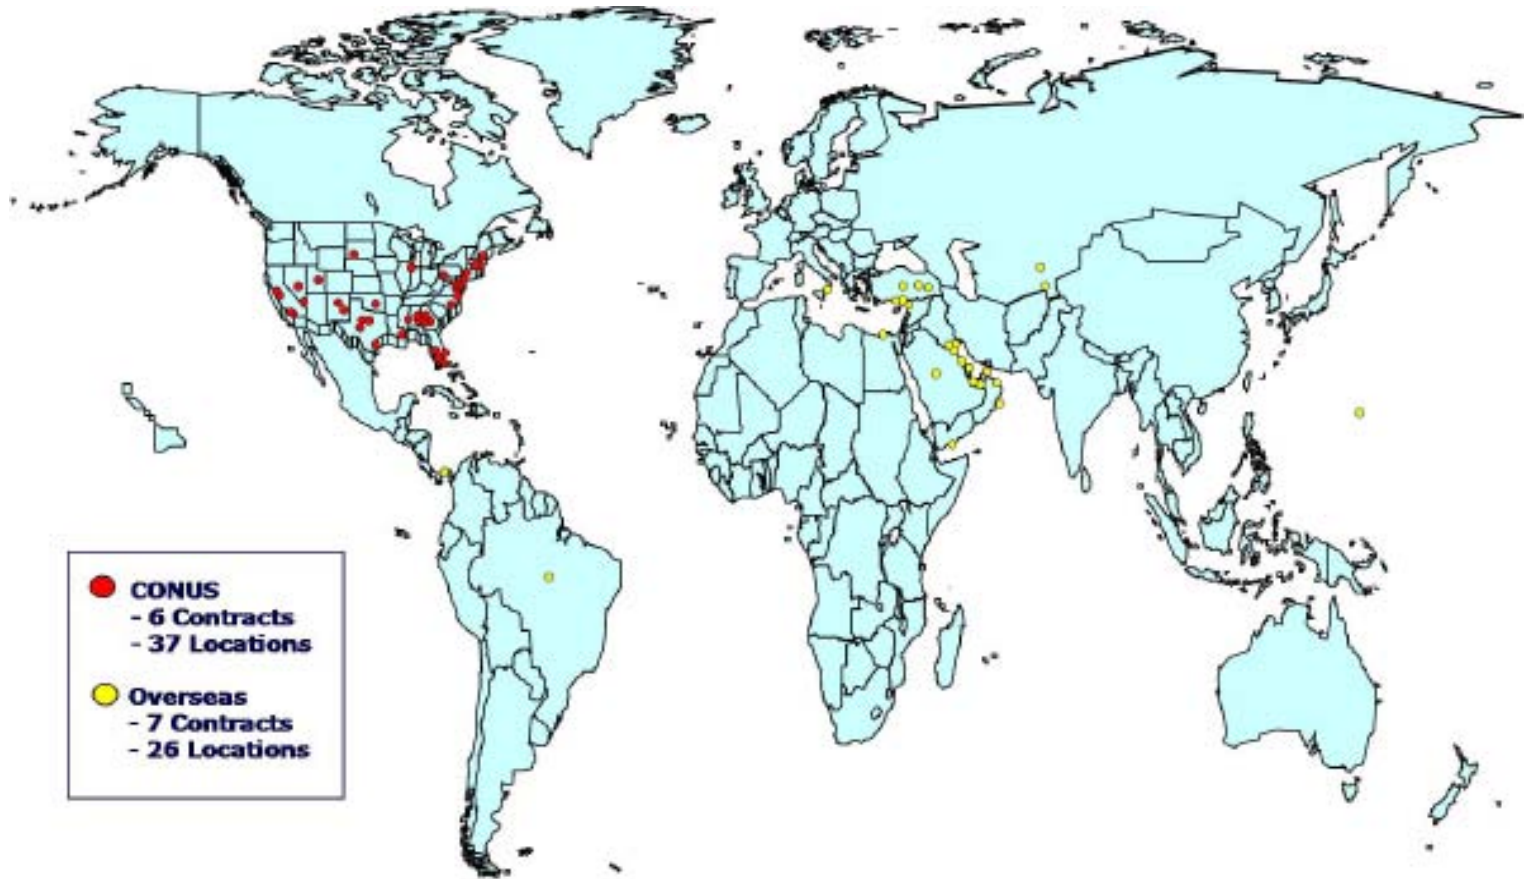 CONUS
- 6 Contracts
- 37 Locations
Overseas
- 7 Contracts
- 26 Locations